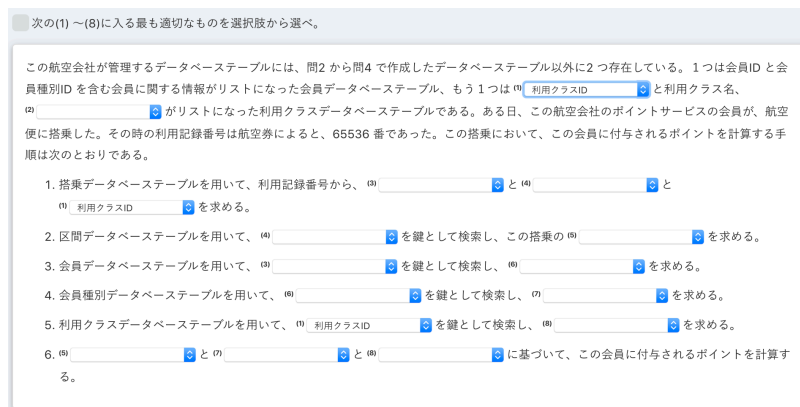 次の(1) ～(8)に入る最も適切なものを選択肢から選べ。
この航空会社が管理するデータベーステーブルには、問2 から問4 で作成したデータベーステーブル以外に2 つ存在している。１つは会員ID と会
員種別ID を含む会員に関する情報がリストになった会員データベーステーブル、もう１つは (1) 利用クラスID と利用クラス名、
(2) がリストになった利用クラスデータベーステーブルである。ある日、この航空会社のポイントサービスの会員が、航空
便に搭乗した。その時の利用記録番号は航空券によると、65536 番であった。この搭乗において、この会員に付与されるポイントを計算する手
順は次のとおりである。
1. 搭乗データベーステーブルを用いて、利用記録番号から、 (3) と (4) と
(1) 利用クラスID を求める。
2. 区間データベーステーブルを用いて、 (4) を鍵として検索し、この搭乗の (5) を求める。
3. 会員データベーステーブルを用いて、 (3) を鍵として検索し、 (6) を求める。
4. 会員種別データベーステーブルを用いて、 (6) を鍵として検索し、 (7) を求める。
5. 利用クラスデータベーステーブルを用いて、 (1) 利用クラスID を鍵として検索し、 (8) を求める。
6. (5) と (7) と (8) に基づいて、この会員に付与されるポイントを計算す
る。